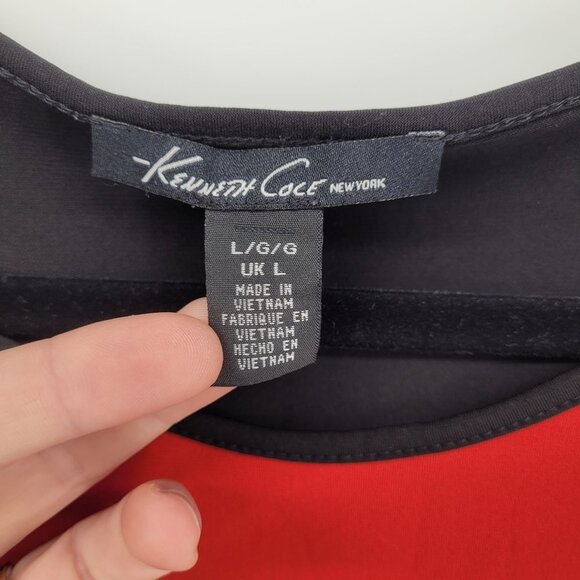 KENNETH COLE NEW YORK
L/G/G
UK L
MADE IN
VIETNAM
FABRIQUE EN
VIETNAM
HECHO EN
VIETNAM